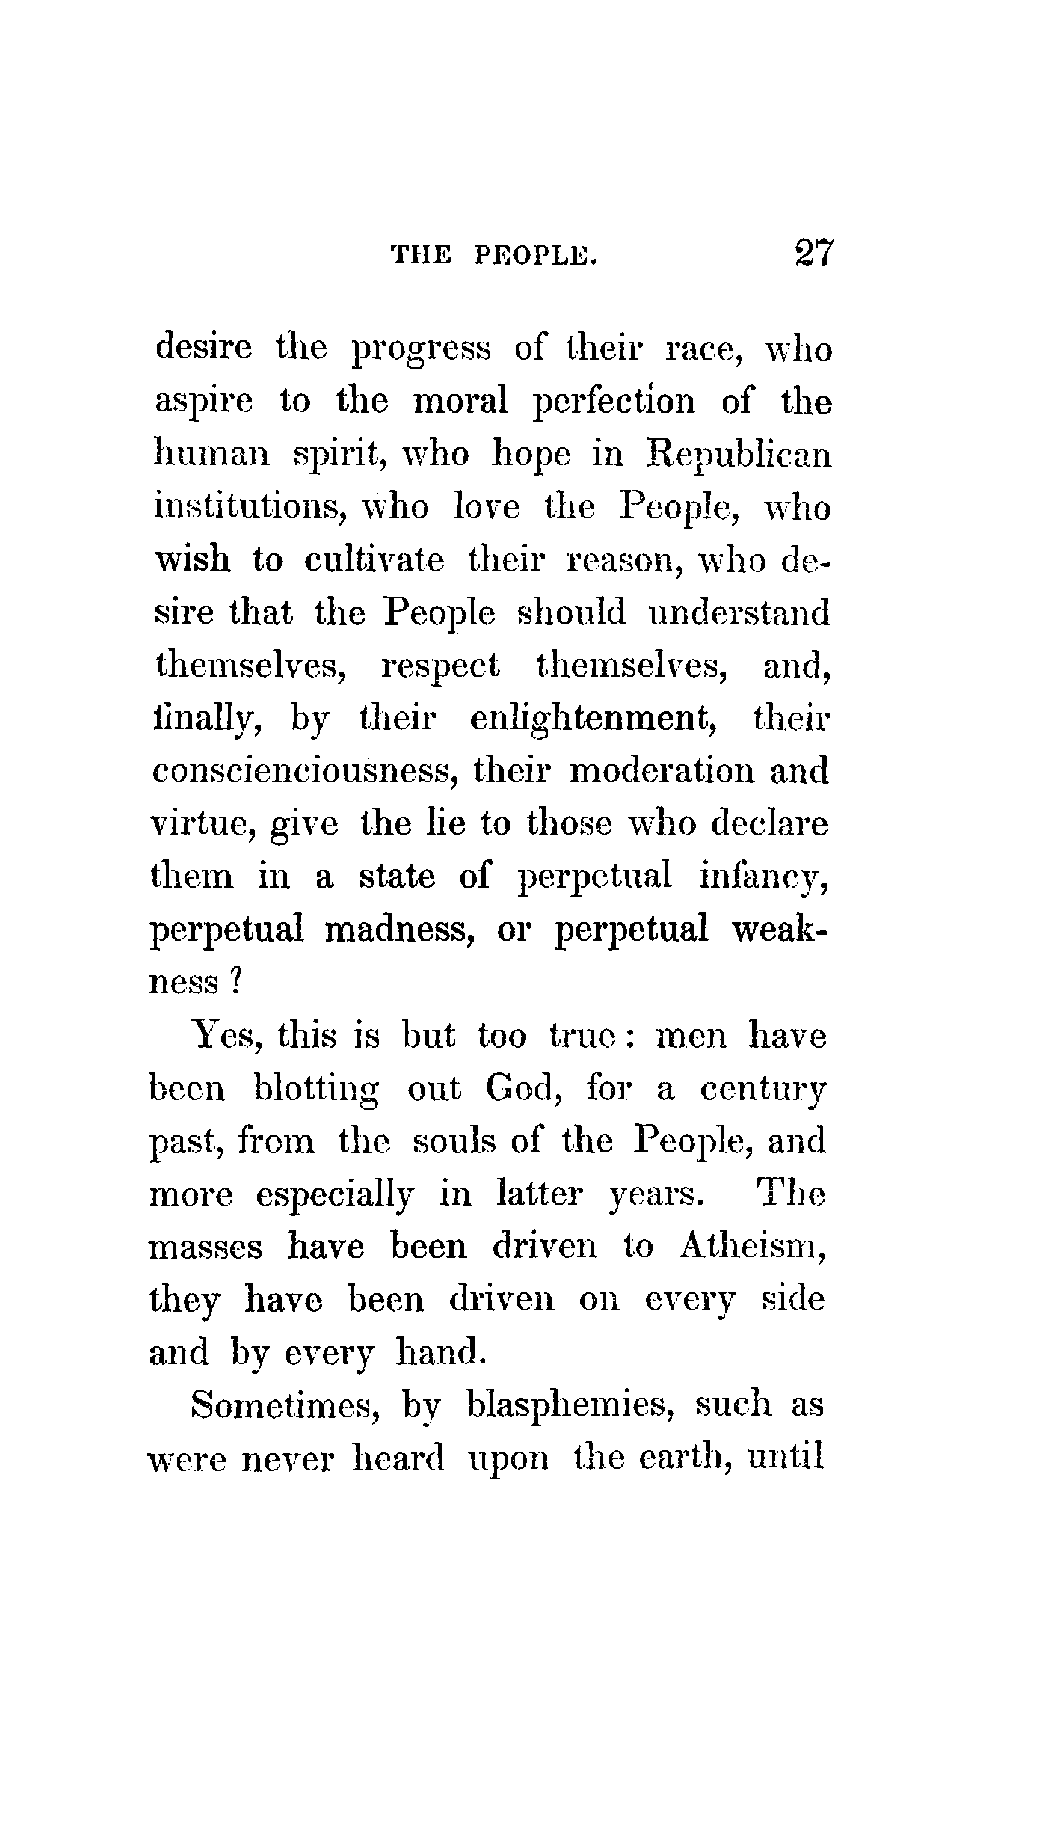 THE PEOPLE. 27
desire the progress of their race, who
aspire to the moral perfection of the
human spirit, who hope in Republican
institutions, who love the People, who
wish to cultivate their reason, who de-
sire that the People should understand
themselves, respect themselves, and,
finally, by their enlightenment, their
conscienciousness, their moderation and
virtue, give the lie to those who declare
them in a state of perpetual infancy,
perpetual madness, or perpetual weak-
ness ?
Yes, this is but too true : men have
been blotting out God, for a century
past, from the souls of the People, and
more especially in latter years. The
masses have been driven to Atheism,
they have been driven on every side
and by every hand.
Sometimes, by blasphemies, such as
were never heard upon the earth, until